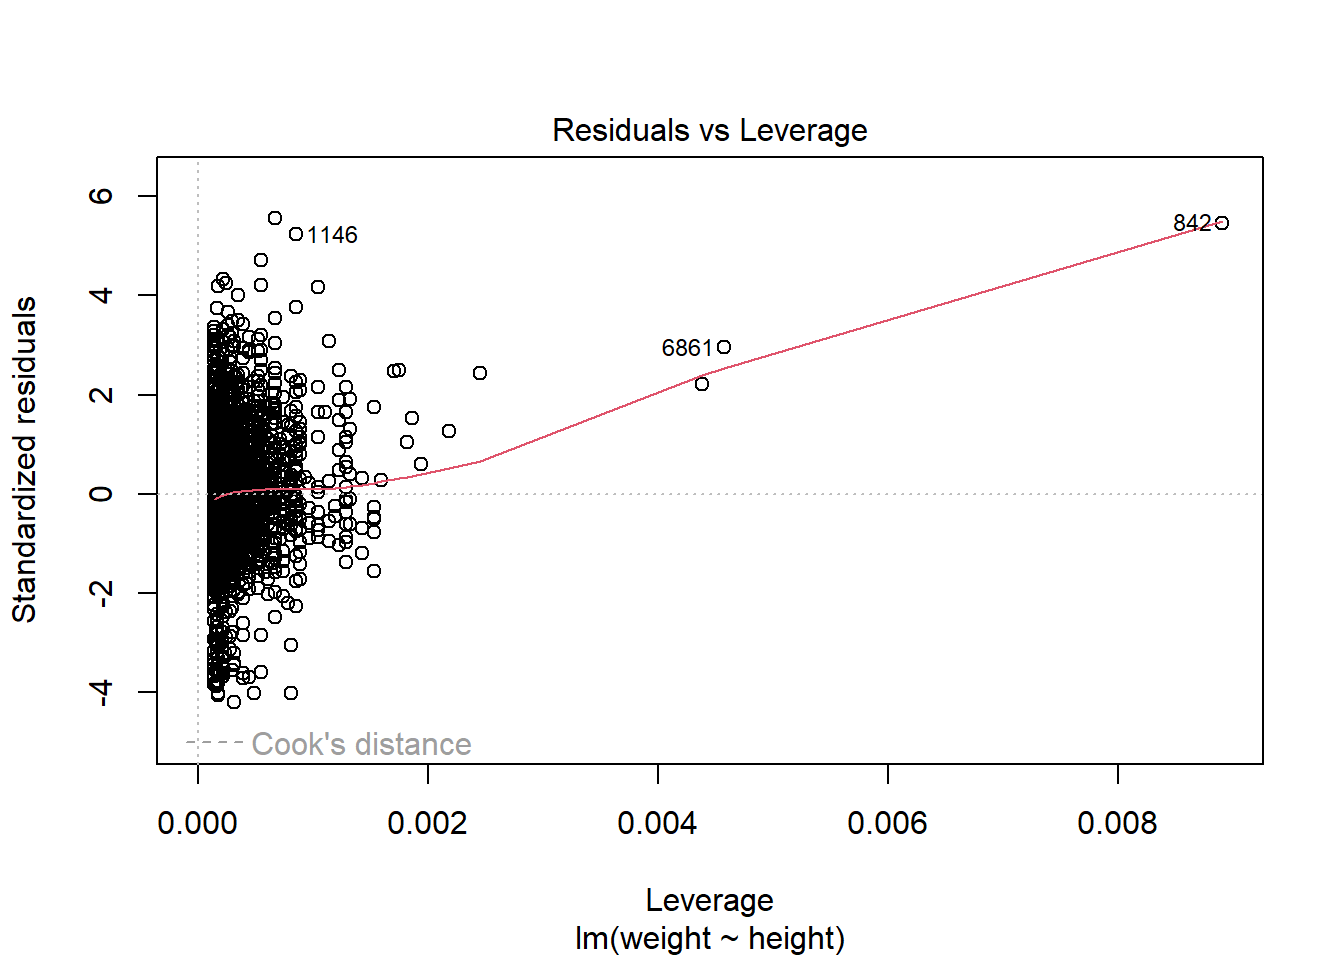 Residuals vs Leverage
Standardized residuals
6
4
2
0
-2
-4
1146
842
6861
Cook's distance
0.000 0.002 0.004 0.006 0.008
Leverage
lm(weight ~ height)